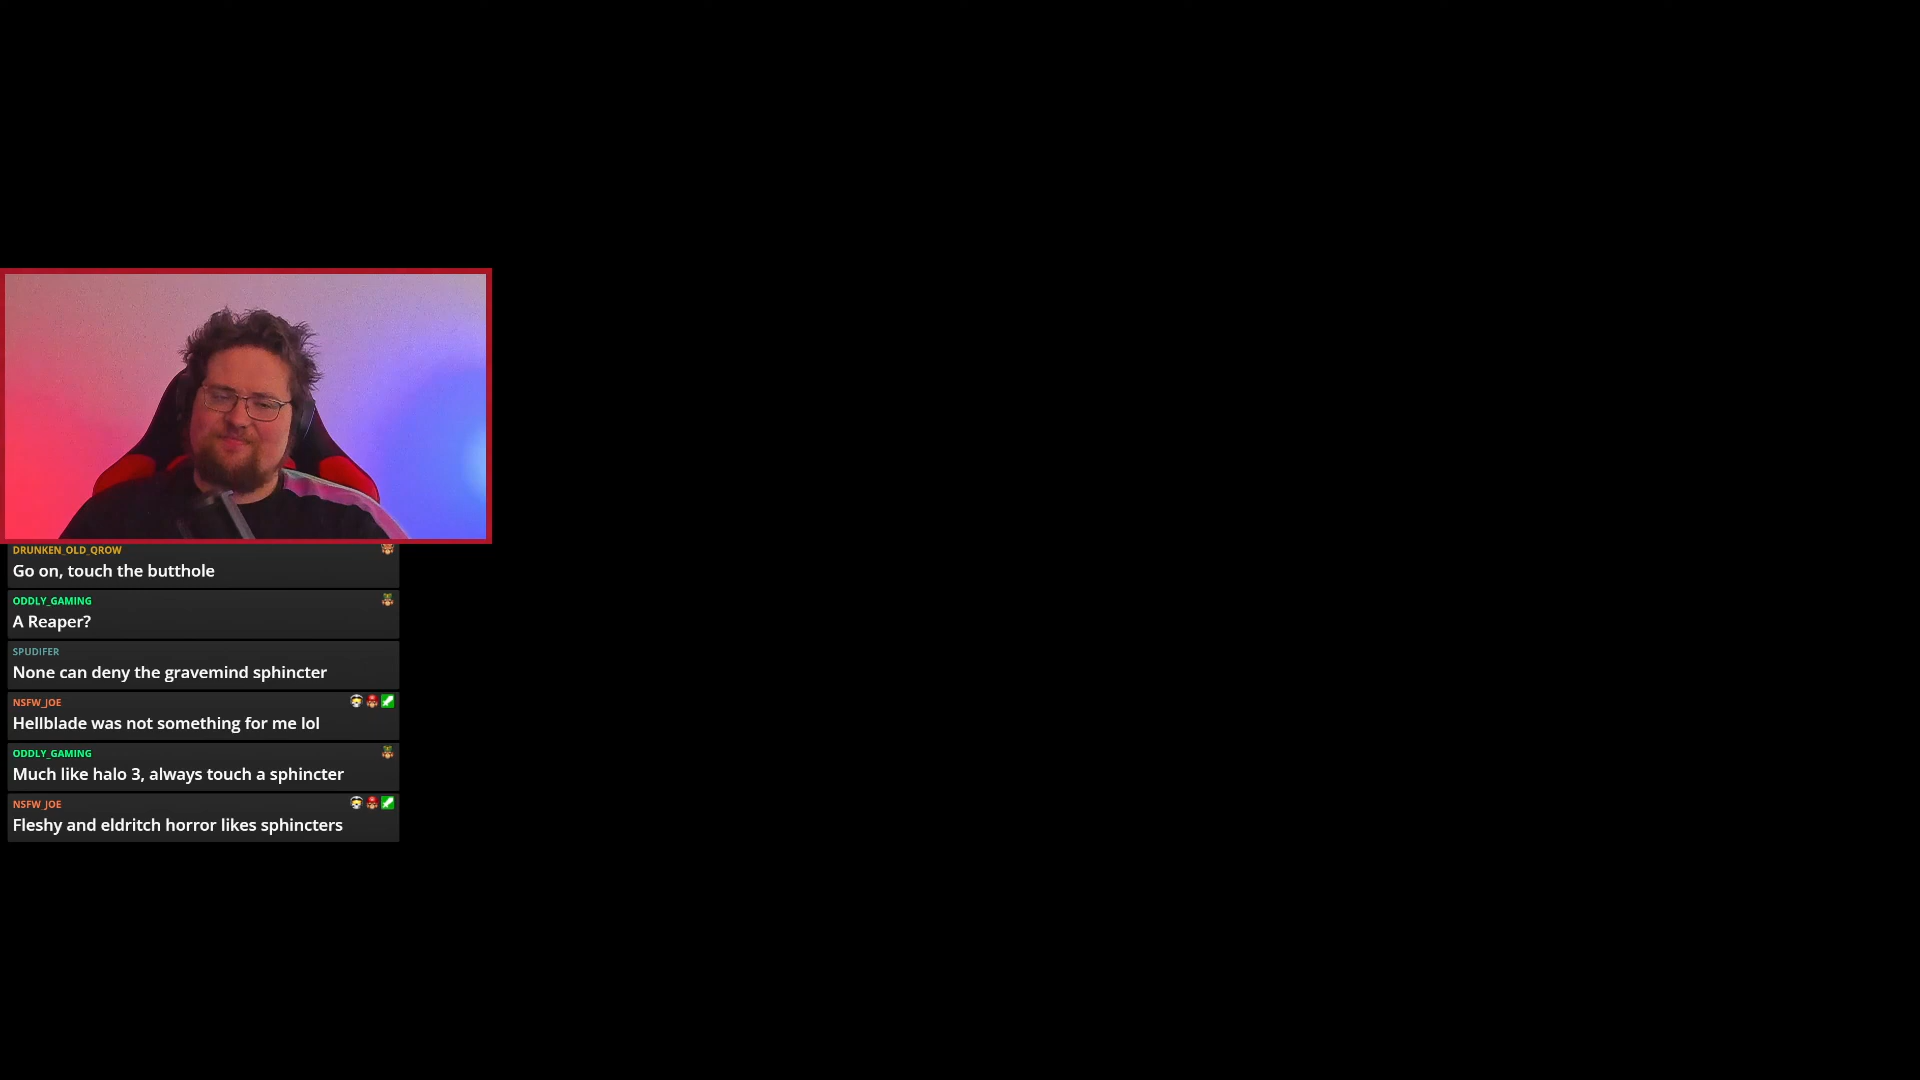 DRUNKEN_OLD_QROW
Go on, touch the butthole
ODDLY_GAMING
A Reaper?
SPUDIFER
None can deny the gravemind sphincter
NSFW_JOE
Hellblade was not something for me lol
ODDLY_GAMING
Much like halo 3, always touch a sphincter
NSFW_JOE
Fleshy and eldritch horror likes sphincters